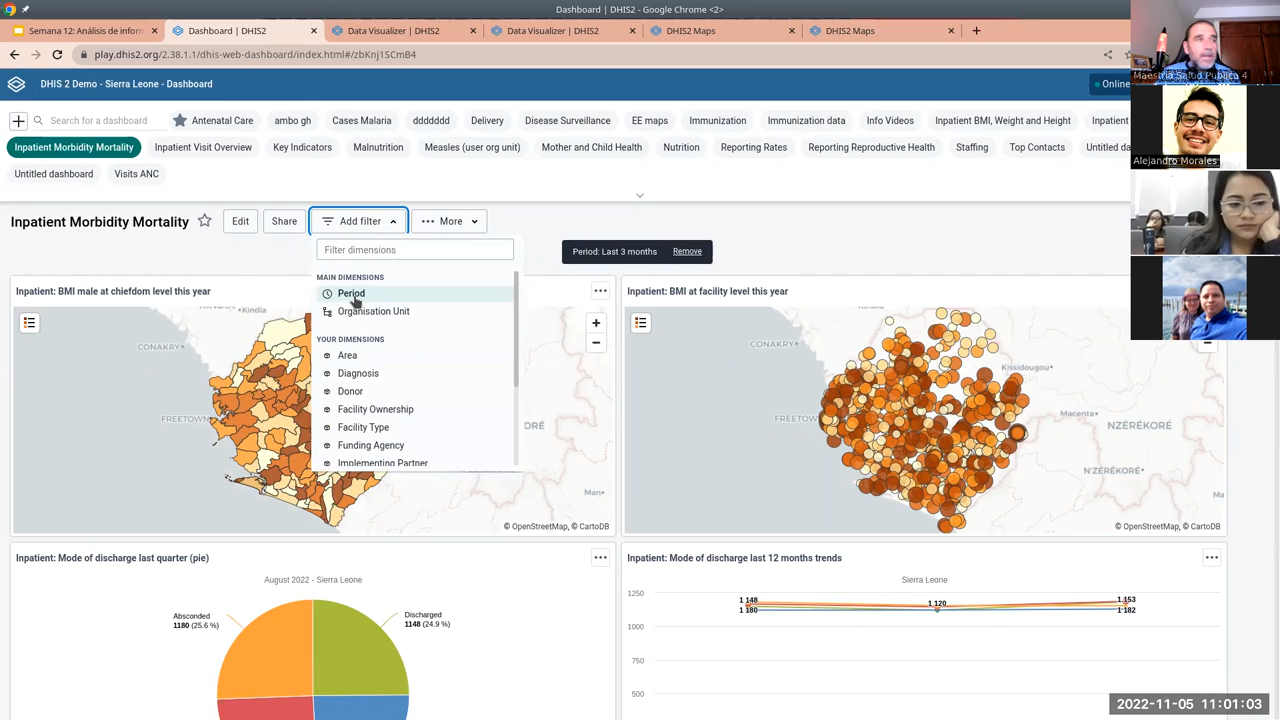 Dashboard | DHIS2 - Google Chrome <2>
Semana 12: Análisis de infor
Dashboard | DHIS2
Data Visualizer | DHIS2
Data Visualizer | DHIS2
DHIS2 Maps
DHIS2 Maps
play.dhis2.org/2.38.1.1/dhis-web-dashboard/index.html#/zbKnj1SCmB4
DHIS 2 Demo - Sierra Leone - Dashboard
Online
Search for a dashboard
Antenatal Care
ambo gh
Cases Malaria
ddddddd
Delivery
Disease Surveillance
EE maps
Immunization
Immunization data
Info Videos
Inpatient BMI, Weight and Height
Inpatient
Inpatient Morbidity Mortality
Inpatient Visit Overview
Key Indicators
Malnutrition
Measles (user org unit)
Mother and Child Health
Nutrition
Reporting Rates
Reporting Reproductive Health
Staffing
Top Contacts
Untitled da
Untitled dashboard
Visits ANC
Inpatient Morbidity Mortality
Edit
Share
Add filter
More
Filter dimensions
MAIN DIMENSIONS
Period
Organisation Unit
YOUR DIMENSIONS
Area
Diagnosis
Donor
Facility Ownership
Facility Type
Funding Agency
Implementing Partner
Period: Last 3 months
Remove
Inpatient: BMI male at chiefdom level this year
Kindia
CONAKRY
FREETOWN
ORÉ
Man
© OpenStreetMap, © CartoDB
Inpatient: BMI at facility level this year
Kindia
CONAKRY
Kissidougou
FREETOWN
Macenta
NZÉRÉKORÉ
N'ZÉRÉKORÉ
Ma
© OpenStreetMap, © CartoDB
Inpatient: Mode of discharge last quarter (pie)
August 2022 - Sierra Leone
Absconded
1180 (25.6 %)
Discharged
1148 (24.9 %)
Inpatient: Mode of discharge last 12 months trends
Sierra Leone
1250
1000
750
500
1 148
1 180
1 120
1 153
1 182
Maestría Salud Pública 4
Alejandro Morales
2022-11-05 11:01:03